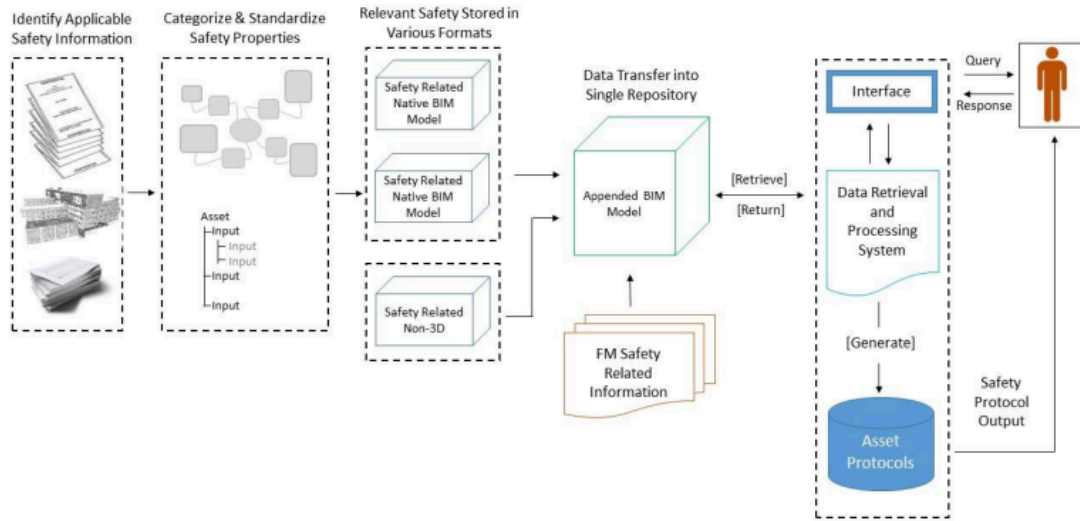 Identify Applicable
Safety Information
Categorize & Standardize
Safety Properties
Relevant Safety Stored in
Various Formats
Safety Related
Native BIM
Model
Safety Related
Native BIM
Model
Safety Related
Non-3D
Asset
Input
Input
Input
Input
Input
Data Transfer into
Single Repository
Appended BIM
Model
FM Safety
Related
Information
[Retrieve]
[Return]
Interface
Query
Response
Data Retrieval
and
Processing
System
[Generate]
Asset
Protocols
Safety
Protocol
Output